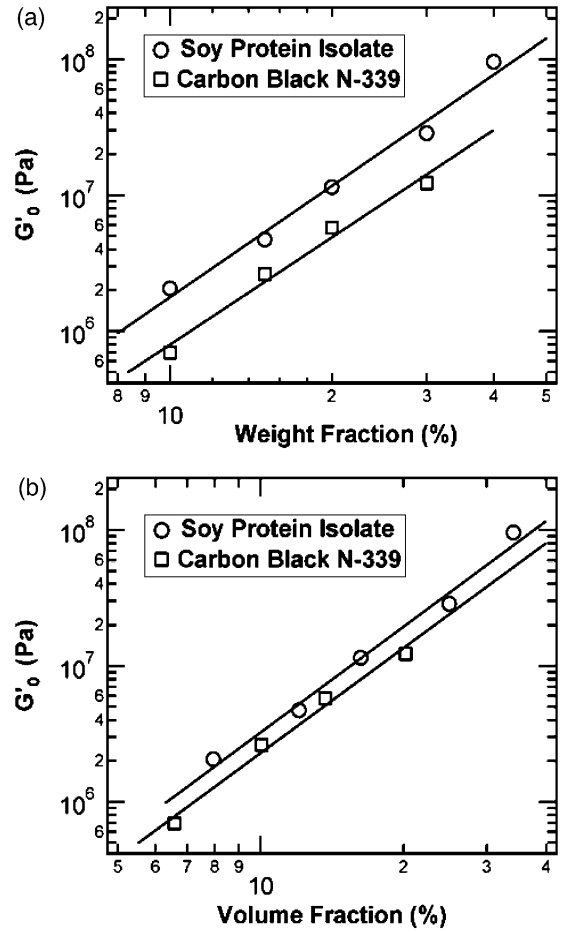 (a)
2
10⁸
6
4
2
10⁷
6
4
2
10⁶
6
G'₀ (Pa)
Soy Protein Isolate
Carbon Black N-339
8 9 10 2 3 4 5
Weight Fraction (%)
(b)
2
10⁸
6
4
2
10⁷
6
4
2
10⁶
6
G'₀ (Pa)
Soy Protein Isolate
Carbon Black N-339
5 6 7 8 9 10 2 3 4
Volume Fraction (%)